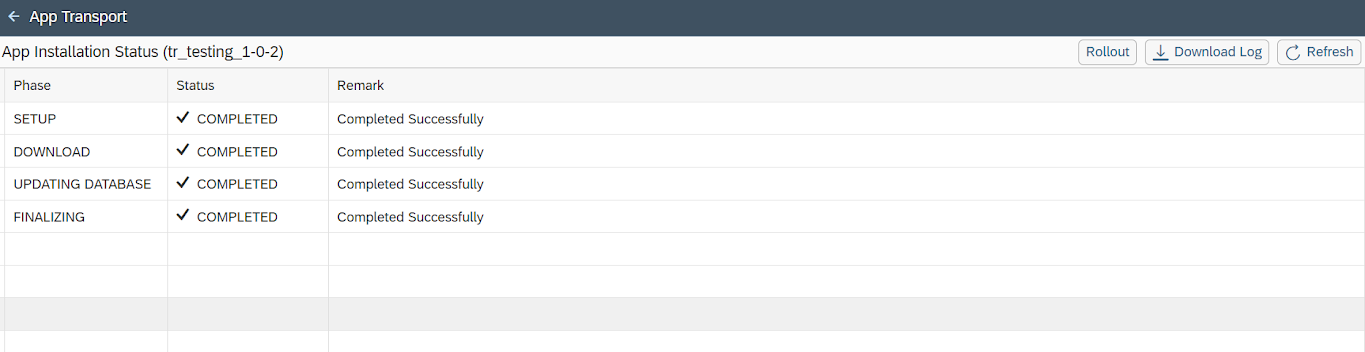 App Transport
App Installation Status (tr_testing_1-0-2) Rollout Download Log Refresh
Phase Status Remark
SETUP COMPLETED Completed Successfully
DOWNLOAD COMPLETED Completed Successfully
UPDATING DATABASE COMPLETED Completed Successfully
FINALIZING COMPLETED Completed Successfully